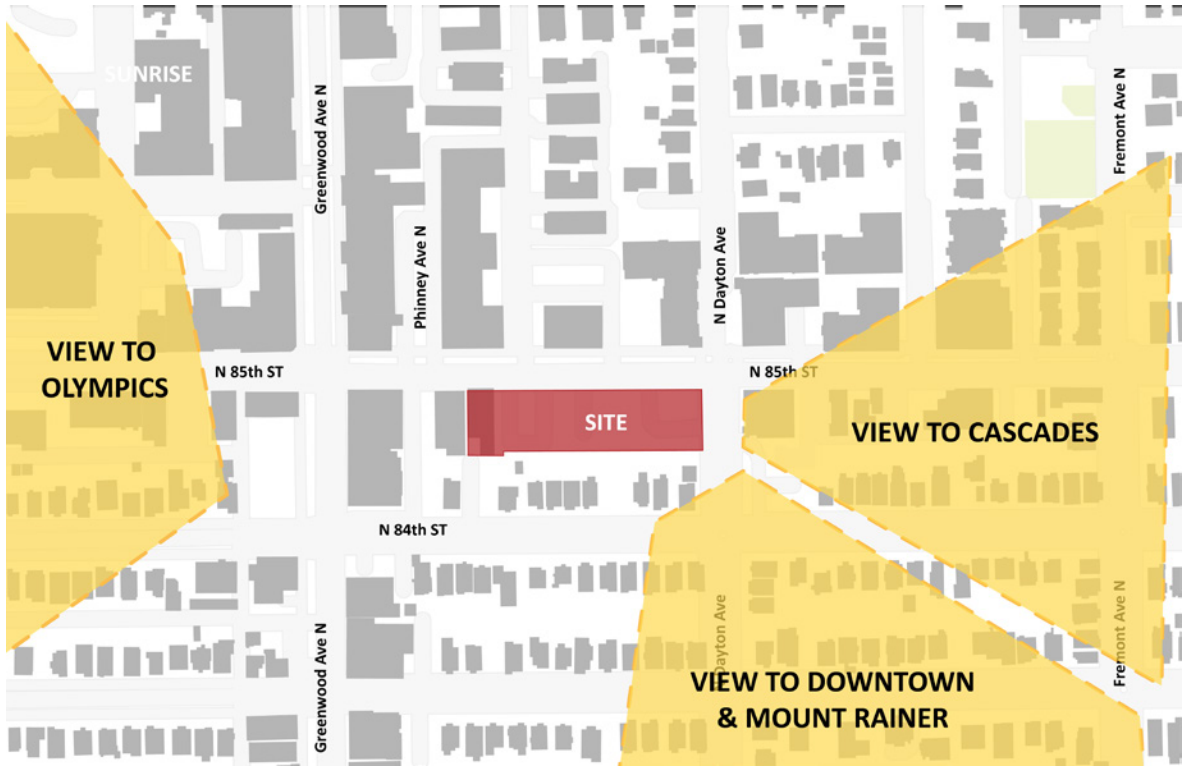 SUNRISE
Greenwood Ave N
Fremont Ave N
Phinney Ave N
N Dayton Ave
VIEW TO
OLYMPICS
N 85th ST
N 85th ST
SITE
VIEW TO CASCADES
N 84th ST
Greenwood Ave N
N Dayton Ave
Fremont Ave N
VIEW TO DOWNTOWN
& MOUNT RAINER